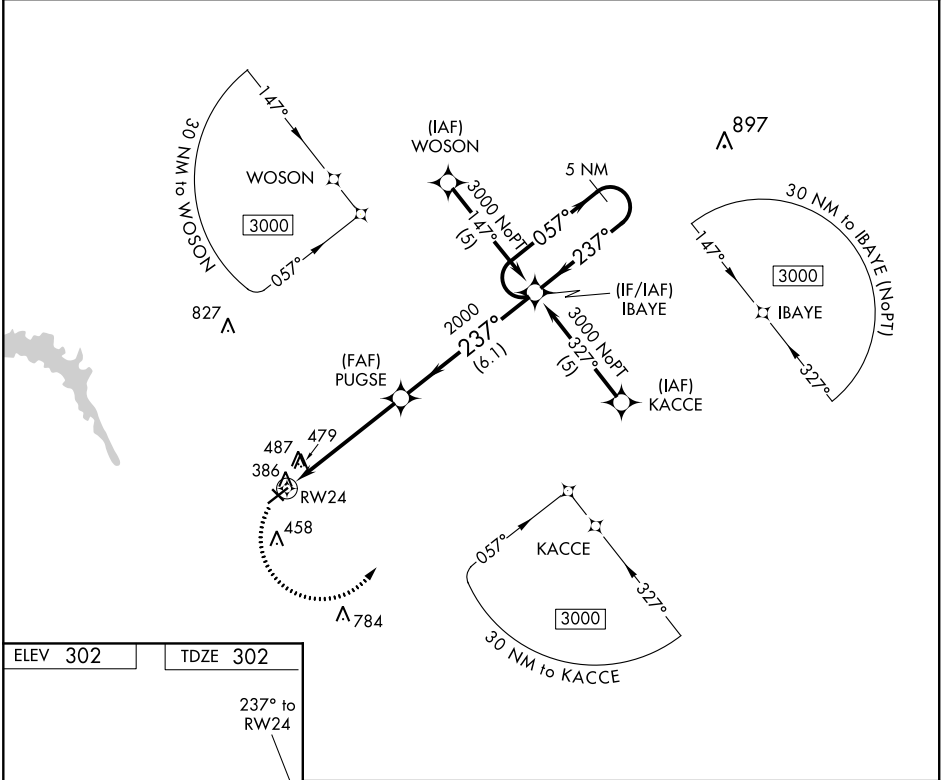 147°
30 NM to WOSON
WOSON
3000
057°
827
(IAF)
WOSON
3000 NoPT
147°
(5)
5 NM
057°
237°
897
30 NM to IBAYE (NoPT)
147°
3000
IBAYE
327°
(IF/IAF)
IBAYE
2000
237°
(6.1)
3000 NoPT
327°
(5)
(FAF)
PUGSE
(IAF)
KACCE
487
479
386
RW24
458
784
057°
KACCE
327°
3000
30 NM to KACCE
ELEV 302
TDZE 302
237° to
RW24